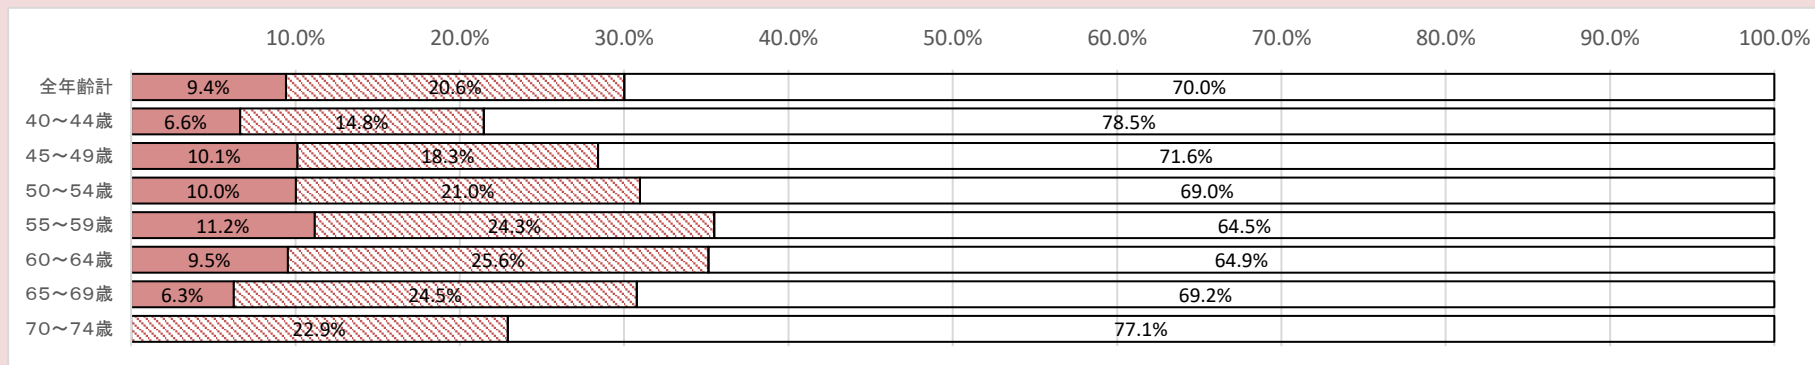 10.0% 20.0% 30.0% 40.0% 50.0% 60.0% 70.0% 80.0% 90.0% 100.0%
全年齢計 9.4% 20.6% 70.0%
40~44歳 6.6% 14.8% 78.5%
45~49歳 10.1% 18.3% 71.6%
50~54歳 10.0% 21.0% 69.0%
55~59歳 11.2% 24.3% 64.5%
60~64歳 9.5% 25.6% 64.9%
65~69歳 6.3% 24.5% 69.2%
70~74歳 22.9% 77.1%